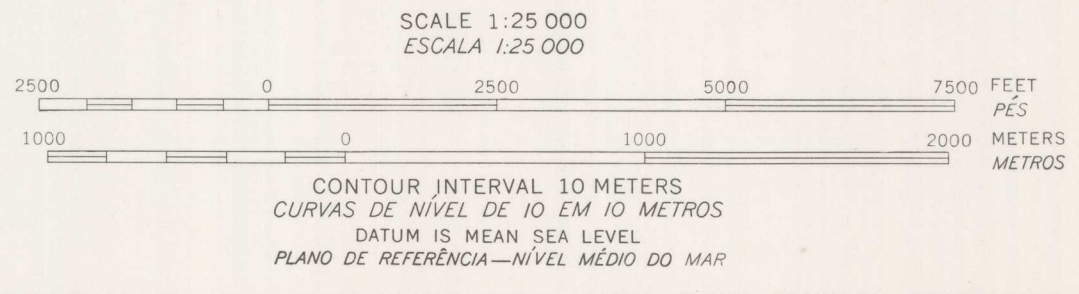 SCALE 1:25 000
ESCALA 1:25 000
2500 0 2500 5000 7500 FEET
PÉS
1000 0 1000 2000 METERS
METROS
CONTOUR INTERVAL 10 METERS
CURVAS DE NÍVEL DE 10 EM 10 METROS
DATUM IS MEAN SEA LEVEL
PLANO DE REFERÊNCIA—NÍVEL MÉDIO DO MAR